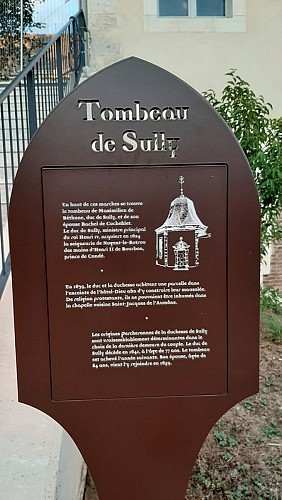 Tombeau
de Sully
En haut de ces marches se trouve
le tombeau de Maximilien de
Béthune, duc de Sully, et de son
épouse Rachel de Cochefilet.
Le duc de Sully, ministre principal
du roi Henri IV, acquiert en 1624
la seigneurie de Nogent-le-Rotrou
des mains d'Henri II de Bourbon,
prince de Condé.
En 1639, le duc et la duchesse achètent une parcelle dans
l'enceinte de l'hôtel-Dieu afin d'y construire leur mausolée.
De religion protestante, ils ne pouvaient être inhumés dans
la chapelle voisine Saint-Jacques de l'Aumône.
Les origines percheronnes de la duchesse de Sully
sont vraisemblablement déterminantes dans le
choix de la dernière demeure du couple. Le duc de
Sully décède en 1641, à l'âge de 77 ans. Le tombeau
est achevé l'année suivante. Son épouse, âgée de
84 ans, vient l'y rejoindre en 1659.